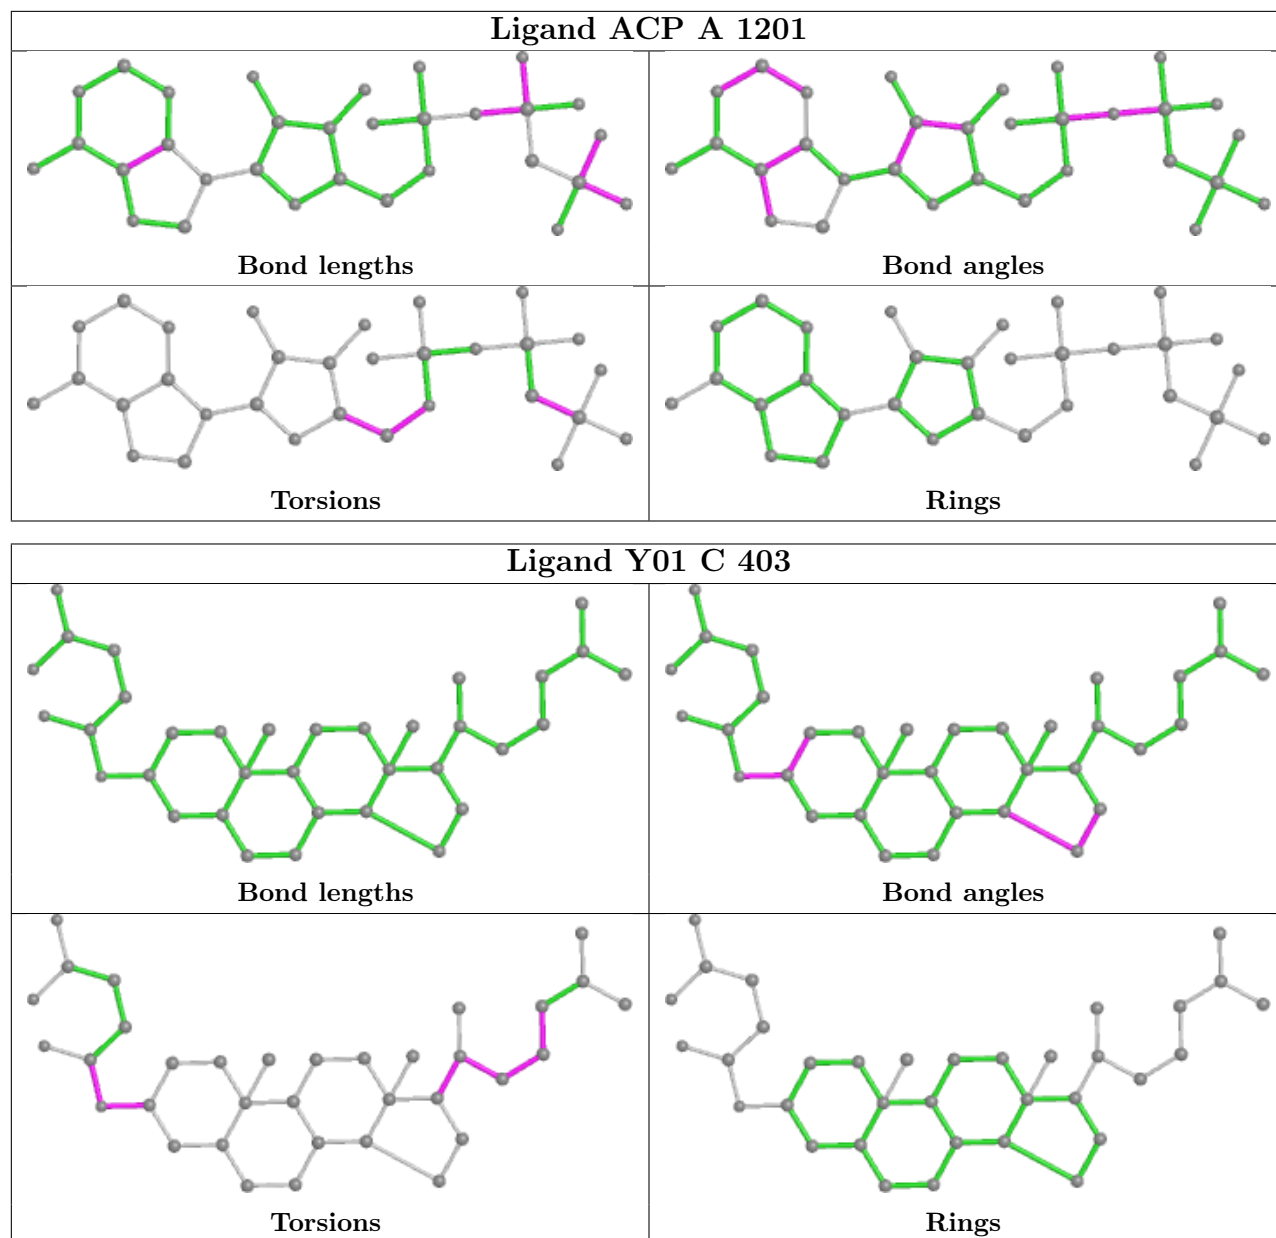 Ligand ACP A 1201
Bond lengths
Bond angles
Torsions
Rings
Ligand Y01 C 403
Bond lengths
Bond angles
Torsions
Rings